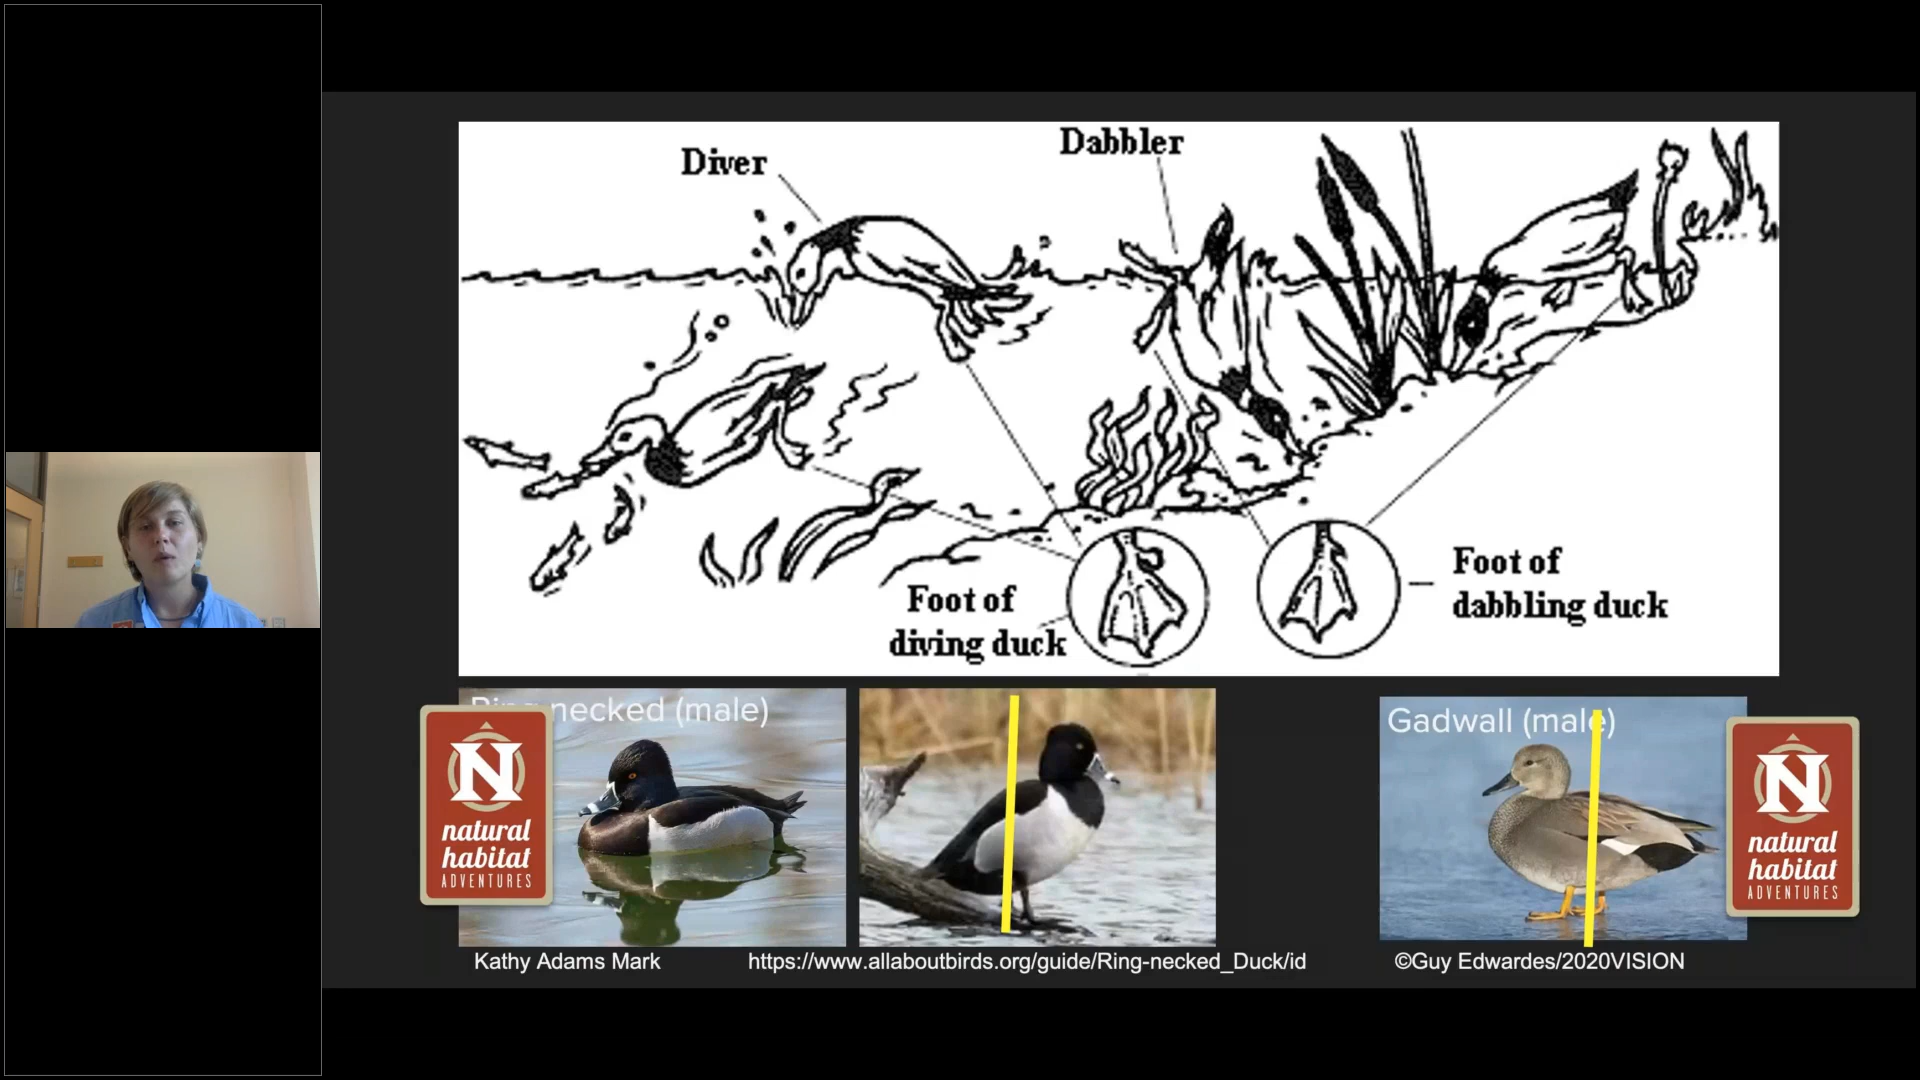 Diver
Dabbler
Foot of
diving duck
Foot of
dabbling duck
necked (male)
Gadwall (male)
N
natural
habitat
ADVENTURES
N
natural
habitat
ADVENTURES
Kathy Adams Mark
https://www.allaboutbirds.org/guide/Ring-necked_Duck/id
©Guy Edwardes/2020VISION